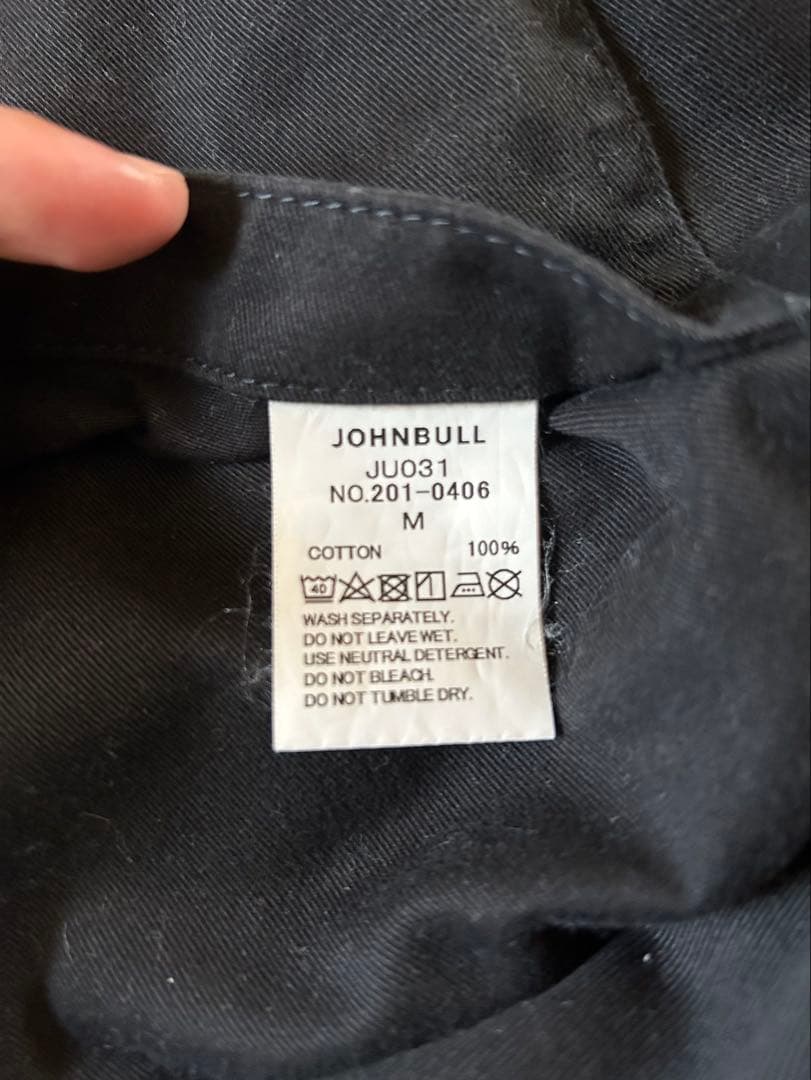 JOHNBULL
JU031
NO.201-0406
M
COTTON 100%
40
WASH SEPARATELY.
DO NOT LEAVE WET.
USE NEUTRAL DETERGENT.
DO NOT BLEACH.
DO NOT TUMBLE DRY.